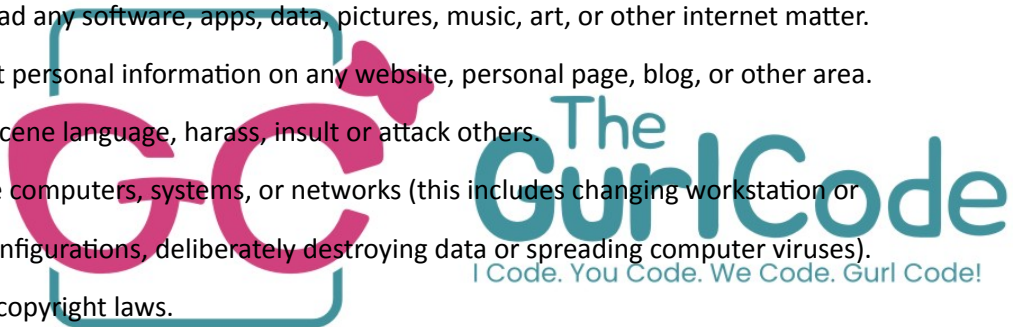 ad any software, apps, data, pictures, music, art, or other internet matter.
t personal information on any website, personal page, blog, or other area.
scene language, harass, insult or attack others.
e computers, systems, or networks (this includes changing workstation or
nfigurations, deliberately destroying data or spreading computer viruses).
copyright laws.
GC
The
GurlCode
I Code. You Code. We Code. Gurl Code!